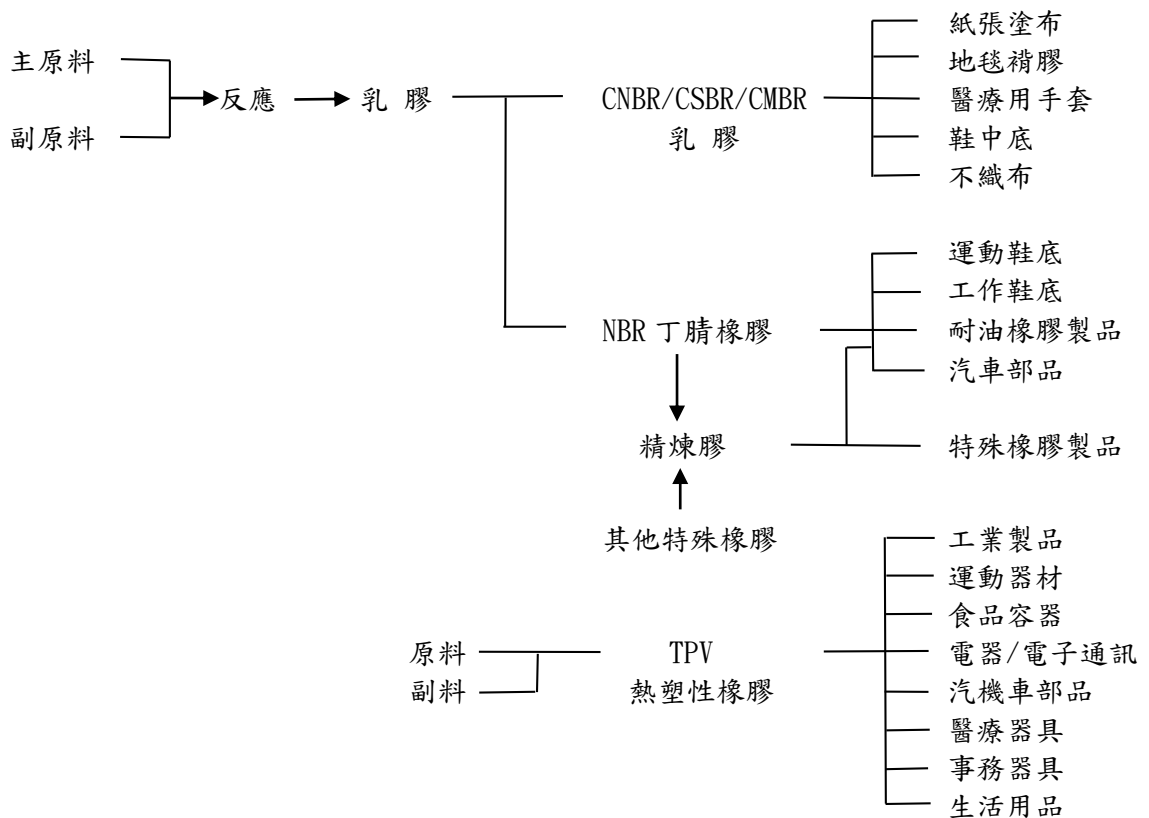 紙張塗布
主原料
地毯褙膠
反應
乳 膠
CNBR/CSBR/CMBR
乳 膠
醫療用手套
副原料
鞋中底
不織布
運動鞋底
工作鞋底
NBR 丁腈橡膠
耐油橡膠製品
汽車部品
精煉膠
特殊橡膠製品
其他特殊橡膠
工業製品
運動器材
食品容器
原料
TPV
電器/電子通訊
副料
熱塑性橡膠
汽機車部品
醫療器具
事務器具
生活用品